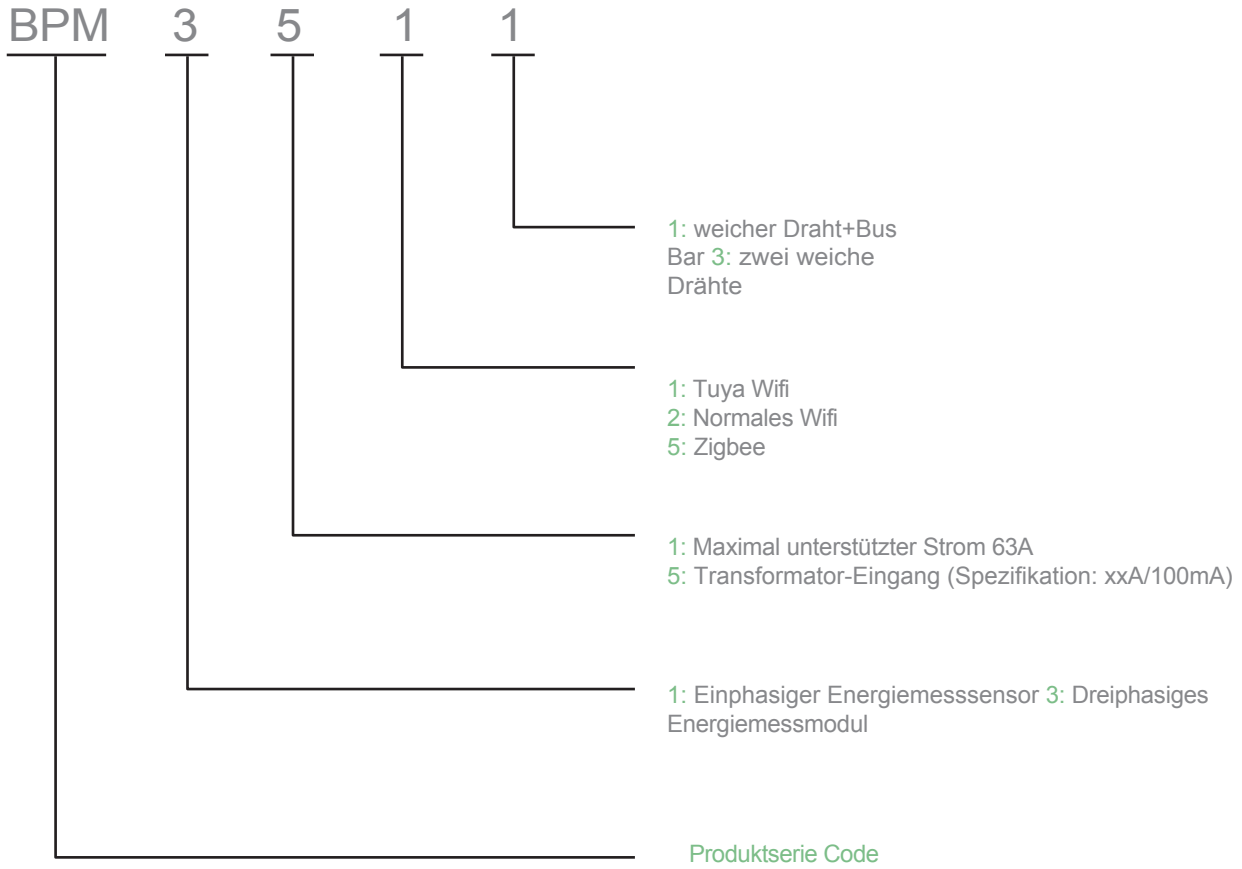 BPM 3 5 1 1
1: weicher Draht+Bus
Bar 3: zwei weiche
Drähte
1: Tuya Wifi
2: Normales Wifi
5: Zigbee
1: Maximal unterstützter Strom 63A
5: Transformator-Eingang (Spezifikation: xxA/100mA)
1: Einphasiger Energiemesssensor 3: Dreiphasiges
Energiemessmodul
Produktserie Code